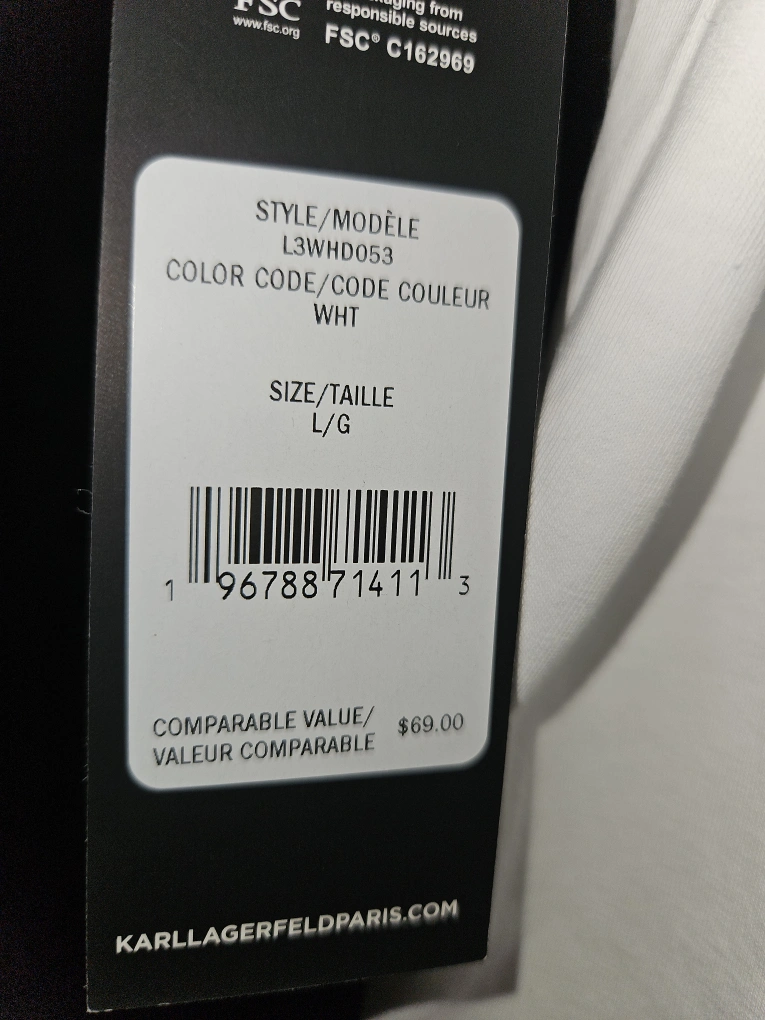 FSC
www.fsc.org
from
responsible sources
FSC® C162969
STYLE/MODÈLE
L3WHD053
COLOR CODE/CODE COULEUR
WHT
SIZE/TAILLE
L/G
1 96788 71411 3
COMPARABLE VALUE/ $69.00
VALEUR COMPARABLE
KARLLAGERFELDPARIS.COM